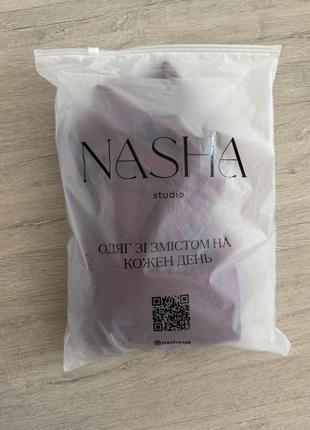 NASHA
studio
ОДЯГ ЗІ ЗМІСТОМ НА
КОЖЕН ДЕНЬ